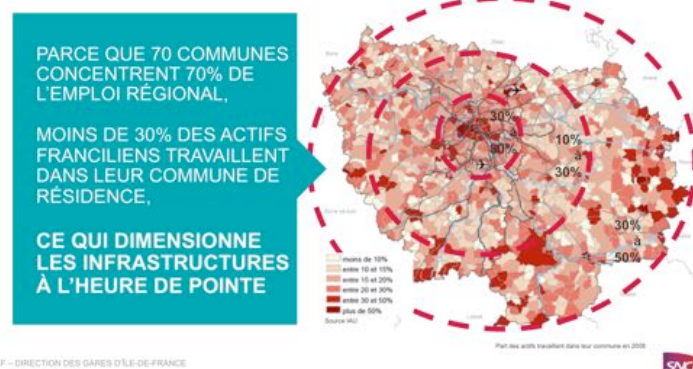 PARCE QUE 70 COMMUNES
CONCENTRENT 70% DE
L'EMPLOI RÉGIONAL,
MOINS DE 30% DES ACTIFS
FRANCILIENS TRAVAILLENT
DANS LEUR COMMUNE DE
RÉSIDENCE,
CE QUI DIMENSIONNE
LES INFRASTRUCTURES
À L'HEURE DE POINTE
30%
à
80%
10%
à
30%
30%
à
50%
moins de 10%
entre 10 et 15%
entre 15 et 20%
entre 20 et 30%
entre 30 et 50%
plus de 50%
Source IAU
Part des actifs travaillant dans leur commune en 2008
F – DIRECTION DES GARES D'ÎLE-DE-FRANCE
SNC